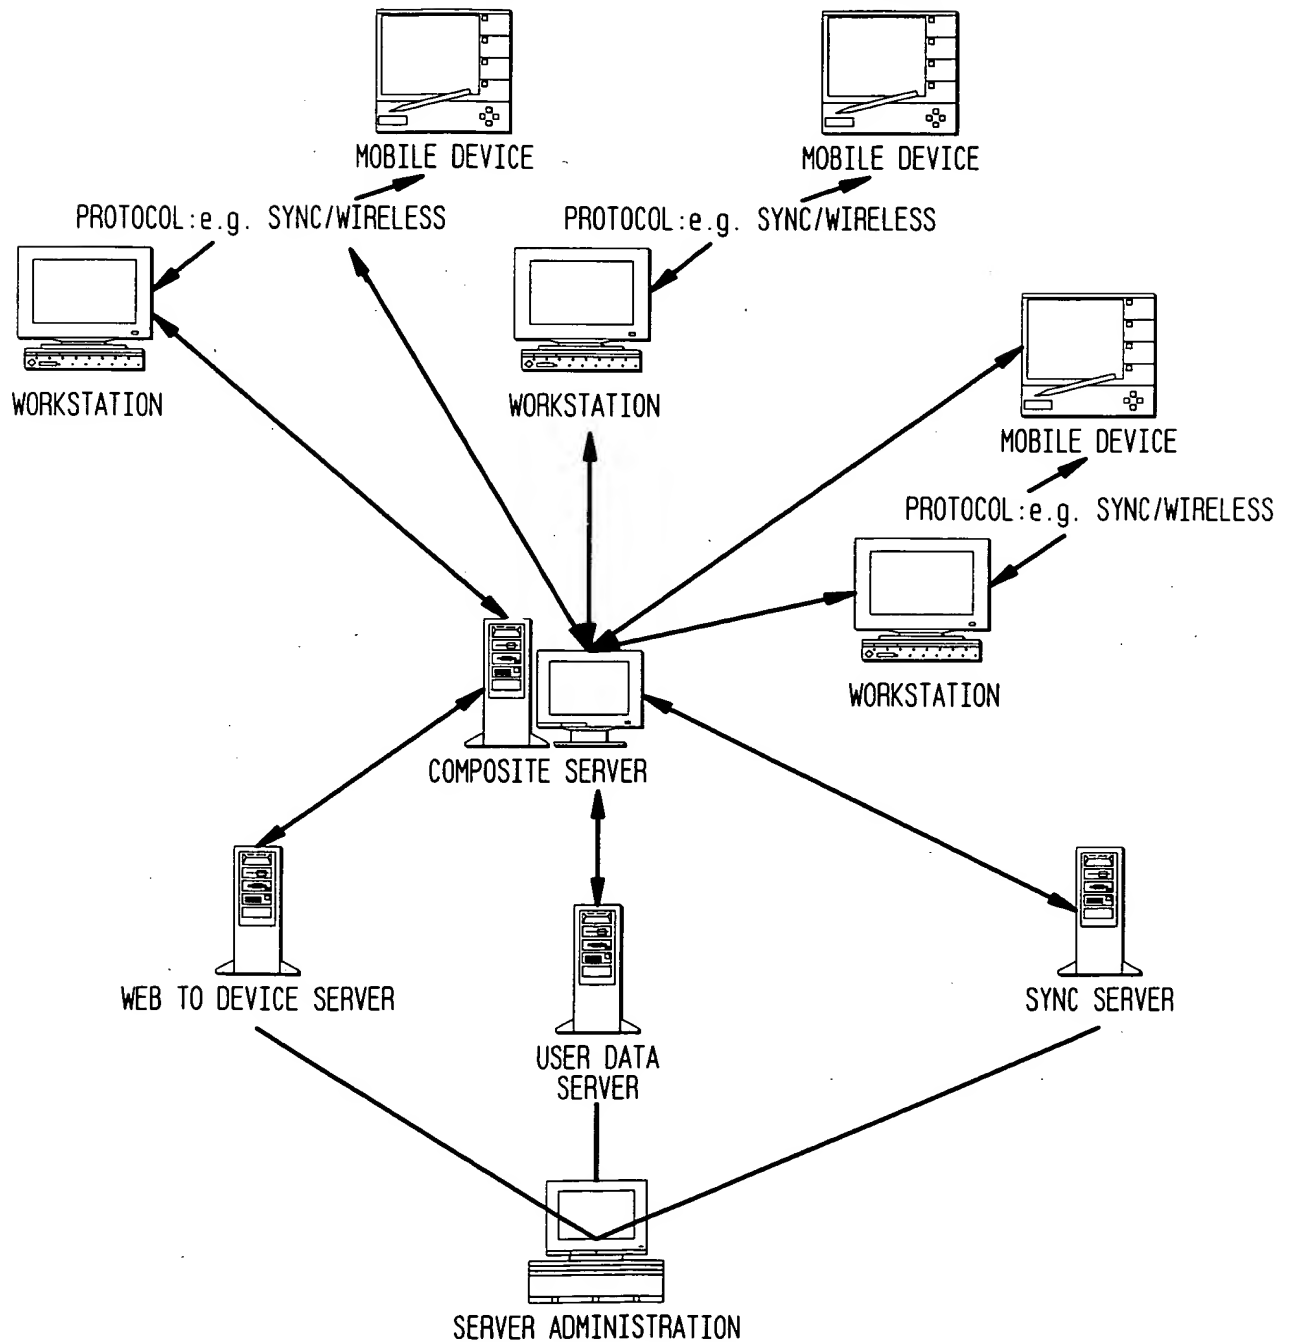 MOBILE DEVICE
MOBILE DEVICE
PROTOCOL:e.g. SYNC/WIRELESS
PROTOCOL:e.g. SYNC/WIRELESS
WORKSTATION
WORKSTATION
MOBILE DEVICE
PROTOCOL:e.g. SYNC/WIRELESS
WORKSTATION
COMPOSITE SERVER
WEB TO DEVICE SERVER
SYNC SERVER
USER DATA
SERVER
SERVER ADMINISTRATION